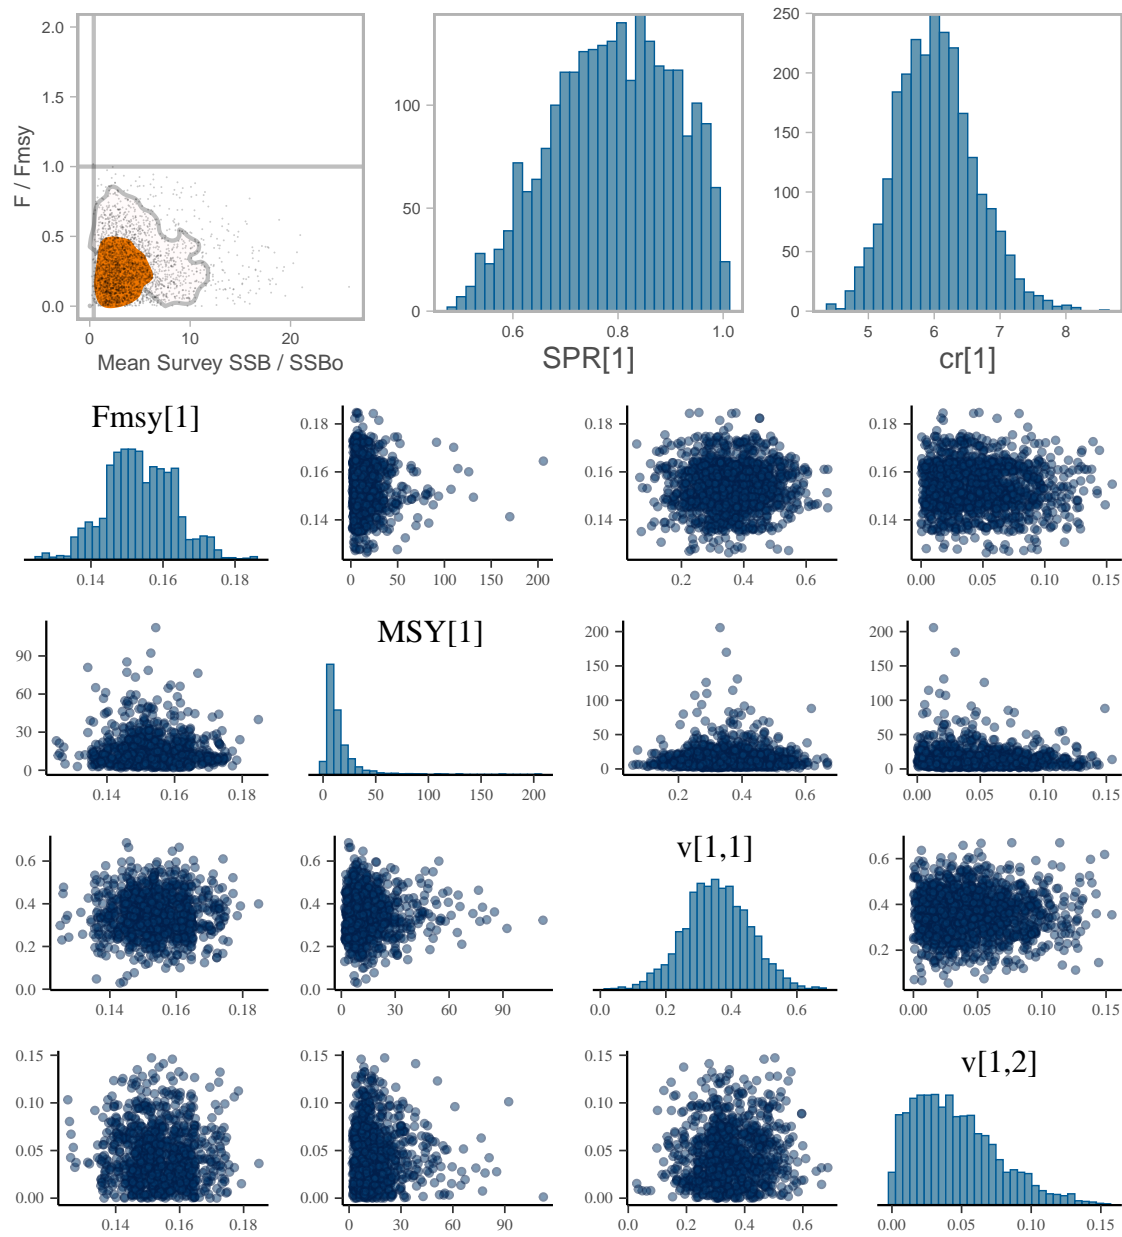 2.0
1.5
1.0
0.5
0.0
F / Fmsy
0 10 20
Mean Survey SSB / SSBo
100
50
0
0.6 0.8 1.0
SPR[1]
250
200
150
100
50
0
5 6 7 8
cr[1]
Fmsy[1]
0.14 0.16 0.18
0.18
0.16
0.14
0 50 100 150 200
0.18
0.16
0.14
0.2 0.4 0.6
0.18
0.16
0.14
0.00 0.05 0.10 0.15
90
60
30
0
0.14 0.16 0.18
MSY[1]
0 50 100 150 200
200
150
100
50
0
0.2 0.4 0.6
200
150
100
50
0
0.00 0.05 0.10 0.15
0.6
0.4
0.2
0.0
0.14 0.16 0.18
0.6
0.4
0.2
0.0
0 30 60 90
v[1,1]
0.0 0.2 0.4 0.6
0.6
0.4
0.2
0.00 0.05 0.10 0.15
0.15
0.10
0.05
0.00
0.14 0.16 0.18
0.15
0.10
0.05
0.00
0 30 60 90
0.15
0.10
0.05
0.00
0.0 0.2 0.4 0.6
v[1,2]
0.00 0.05 0.10 0.15